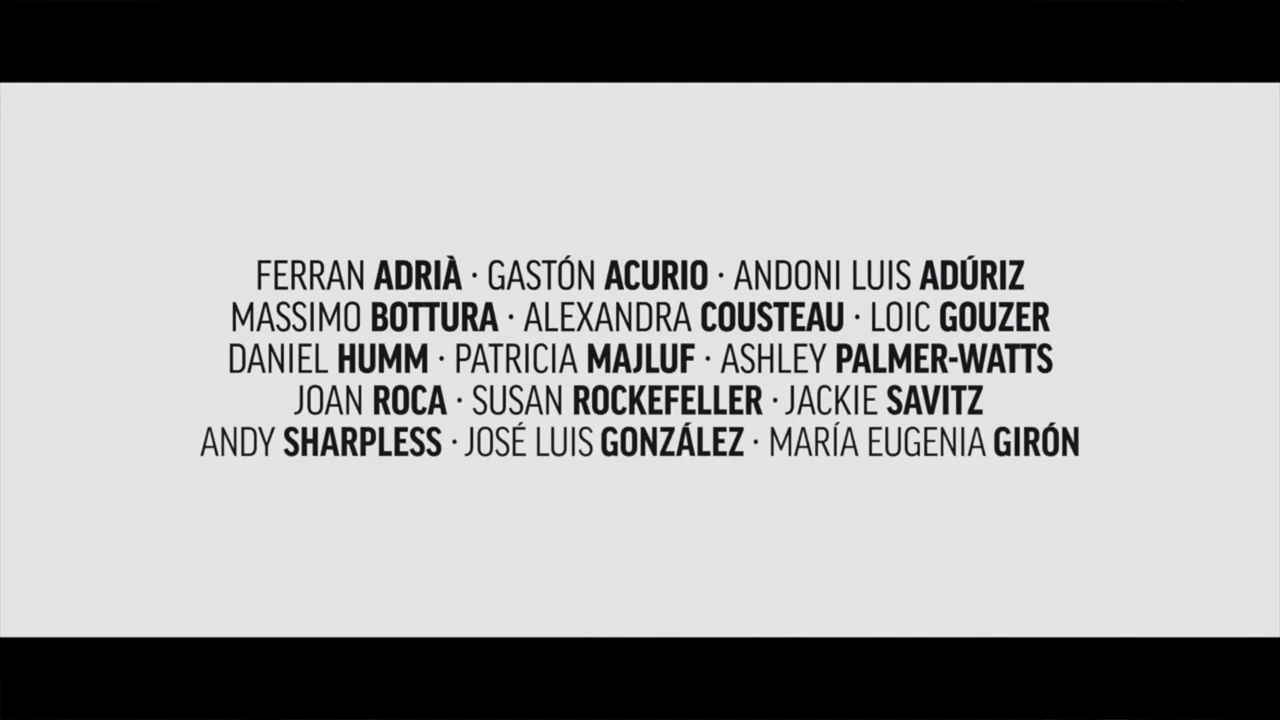 FERRAN ADRIÀ · GASTÓN ACURIO · ANDONI LUIS ADÚRIZ
MASSIMO BOTTURA · ALEXANDRA COUSTEAU · LOIC GOUZER
DANIEL HUMM · PATRICIA MAJLUF · ASHLEY PALMER-WATTS
JOAN ROCA · SUSAN ROCKEFELLER · JACKIE SAVITZ
ANDY SHARPLESS · JOSÉ LUIS GONZÁLEZ · MARÍA EUGENIA GIRÓN